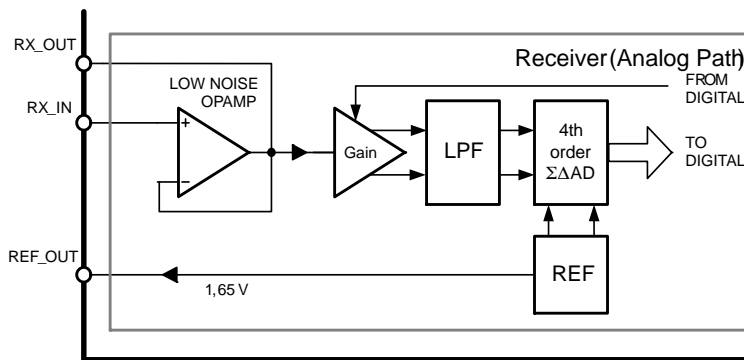 RX_OUT
Receiver (Analog Path)
FROM
DIGITAL
LOW NOISE
OPAMP
RX_IN
+
−
Gain
LPF
4th
order
ΣΔAD
TO
DIGITAL
REF_OUT
1,65 V
REF